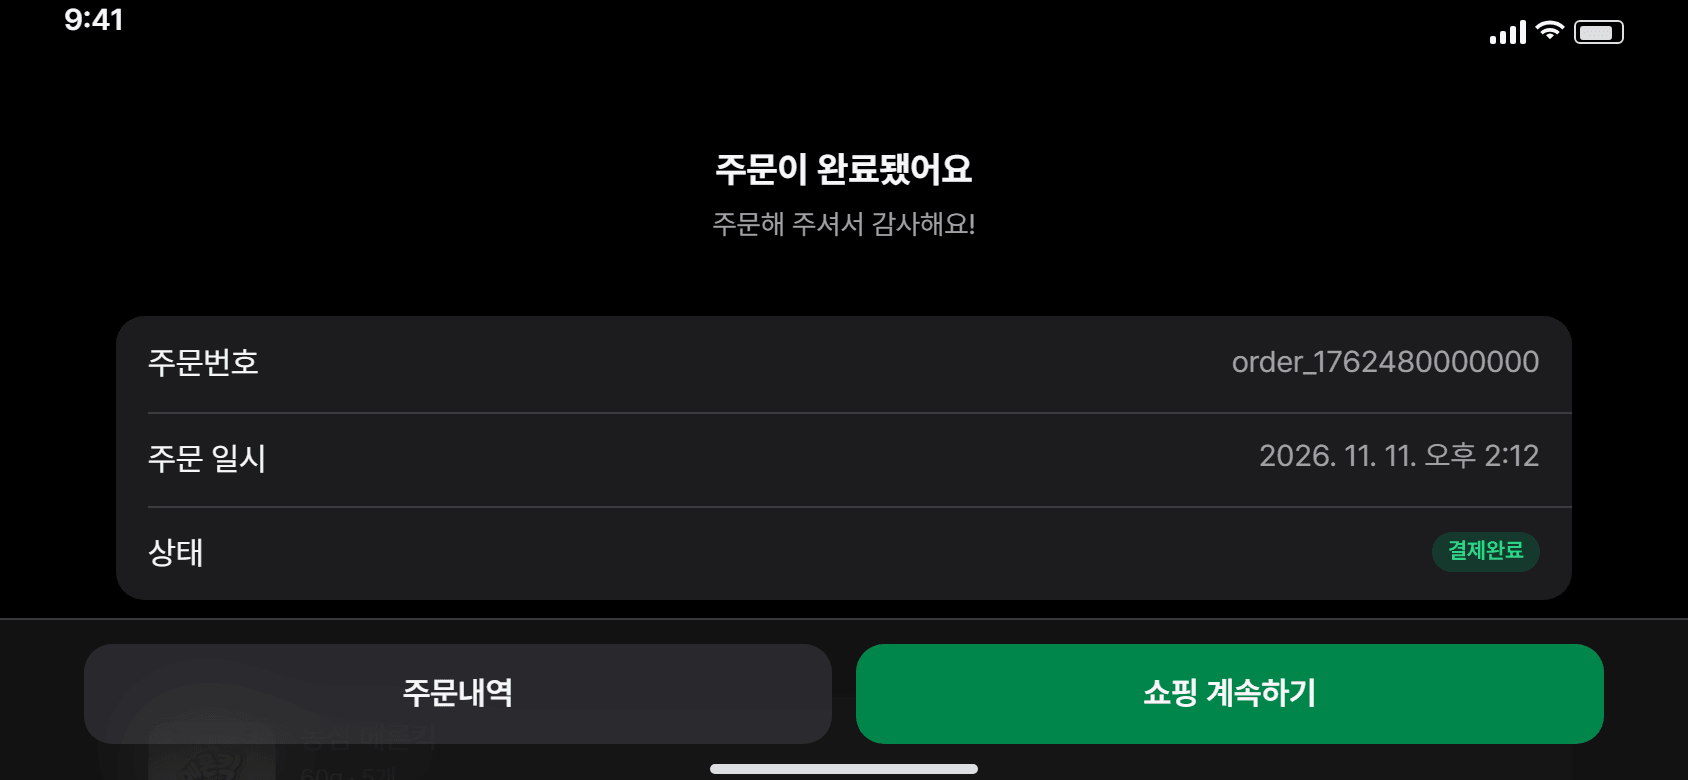 9:41
주문이 완료됐어요
주문해 주셔서 감사해요!
주문번호 order_1762480000000
주문 일시 2026. 11. 11. 오후 2:12
상태 결제완료
주문내역 쇼핑 계속하기